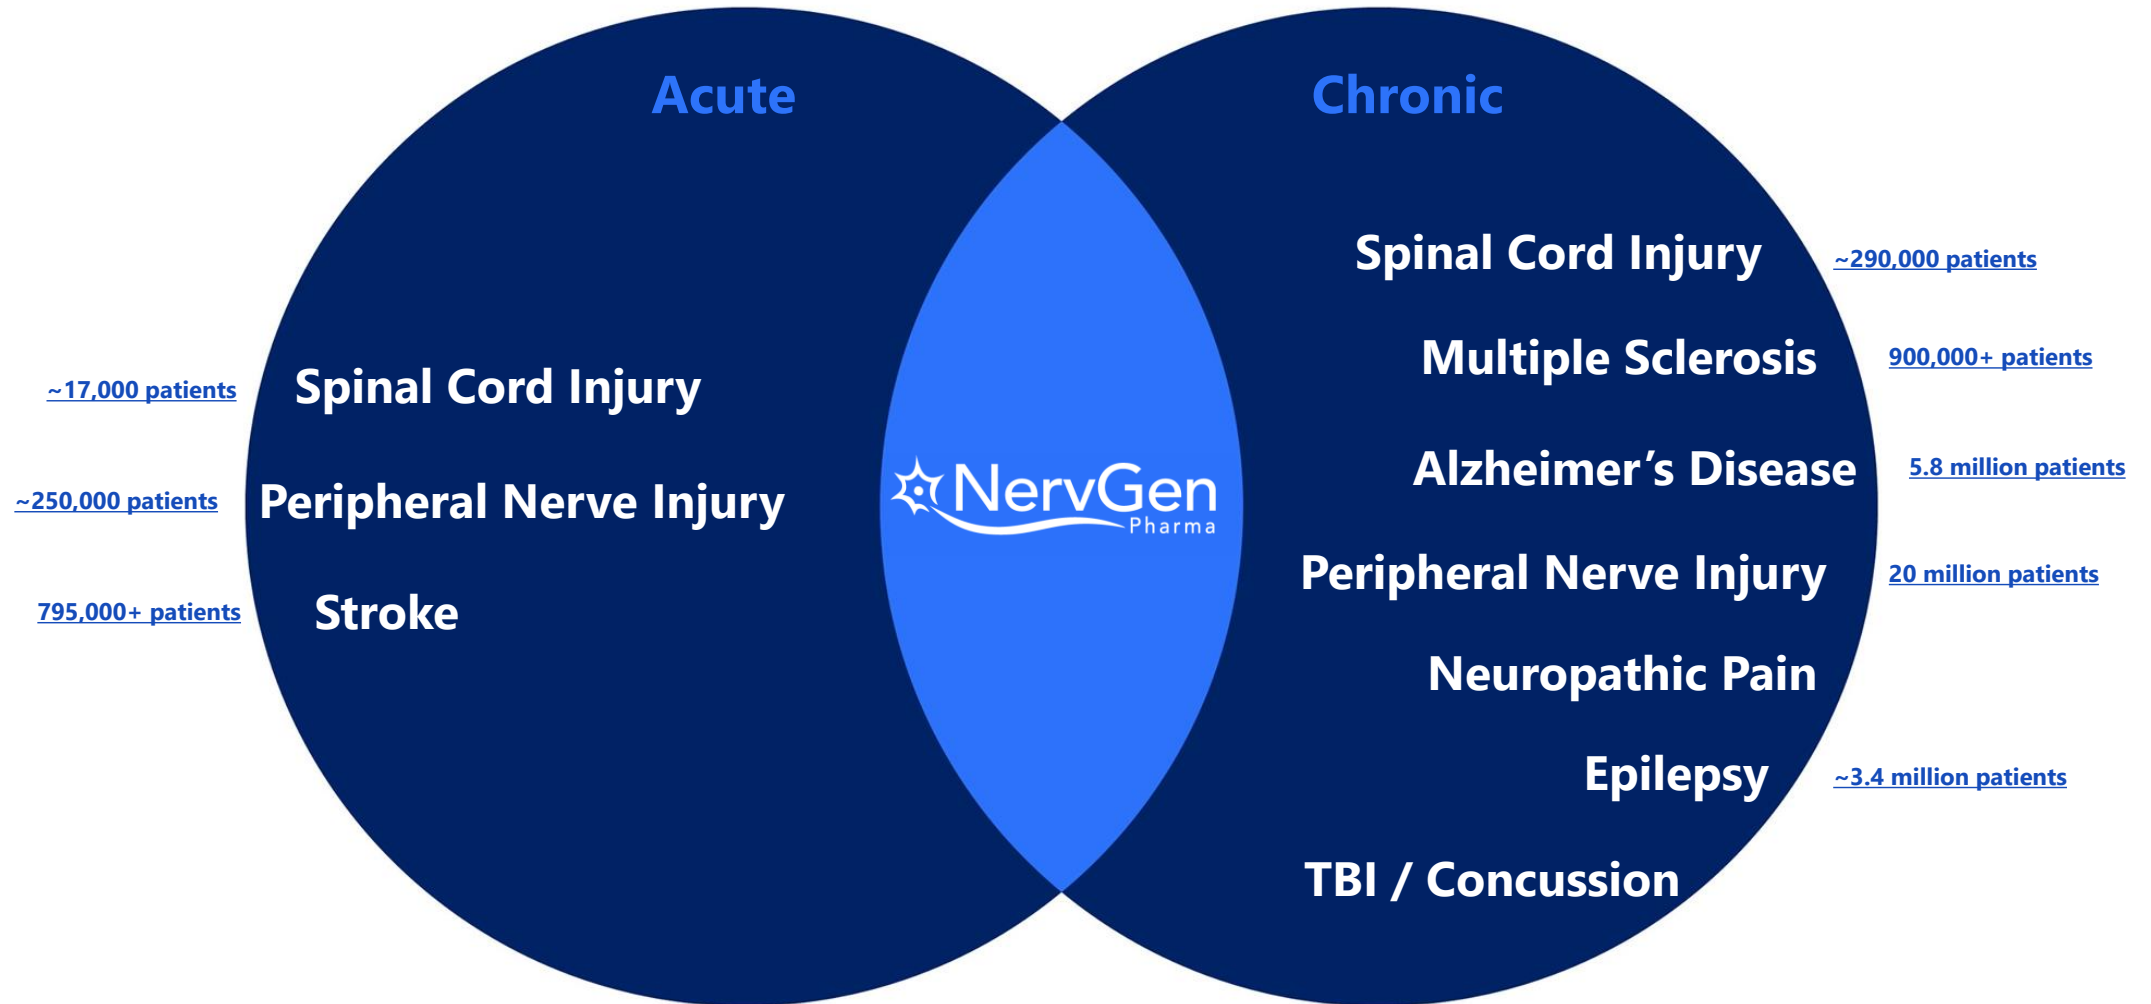 Acute
~17,000 patients
Spinal Cord Injury
~250,000 patients
Peripheral Nerve Injury
795,000+ patients
Stroke
NervGen
Pharma
Chronic
Spinal Cord Injury
~290,000 patients
Multiple Sclerosis
900,000+ patients
Alzheimer’s Disease
5.8 million patients
Peripheral Nerve Injury
20 million patients
Neuropathic Pain
Epilepsy
~3.4 million patients
TBI / Concussion